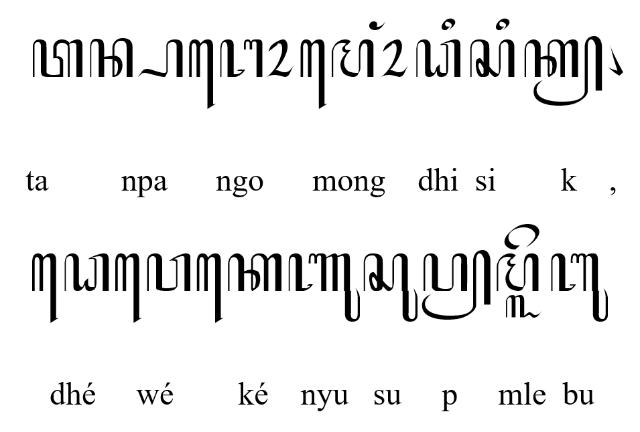 ꦠꦤ꧀ꦥꦔꦺꦴꦩꦺꦴꦁꦝꦶꦱꦶꦏ꧀꧈
ta npa ngo mong dhi si k ,
ꦝꦺꦮꦺꦏꦺꦚꦸꦱꦸꦥ꧀‌ꦩ꧀ꦭꦼꦧꦸ
dhé wé ké nyu su p mle bu